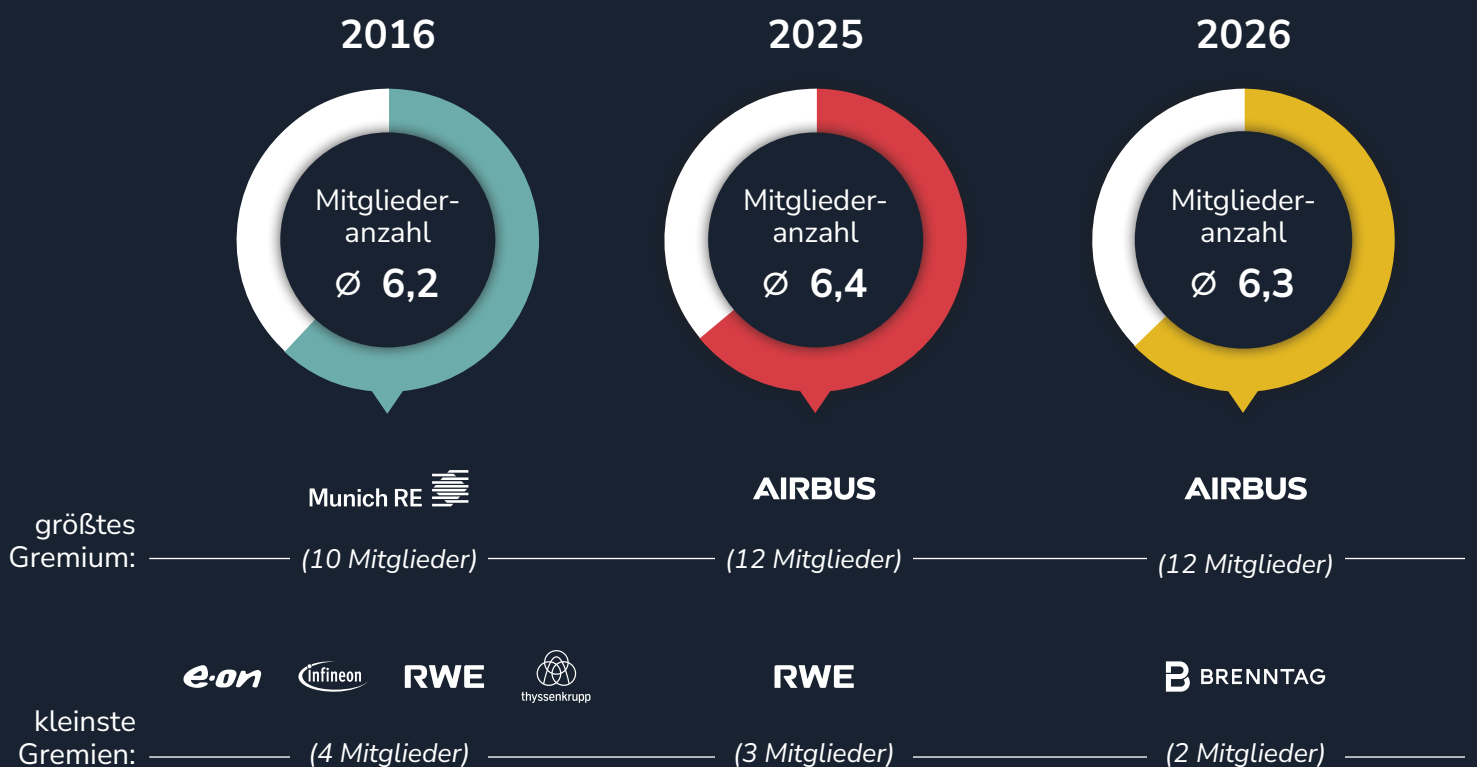 2016
2025
2026
Mitglieder-
anzahl
Ø 6,2
Mitglieder-
anzahl
Ø 6,4
Mitglieder-
anzahl
Ø 6,3
größtes
Gremium:
Munich RE
(10 Mitglieder)
AIRBUS
(12 Mitglieder)
AIRBUS
(12 Mitglieder)
kleinste
Gremien:
e·on
infineon
RWE
thyssenkrupp
(4 Mitglieder)
RWE
(3 Mitglieder)
BRENNTAG
(2 Mitglieder)